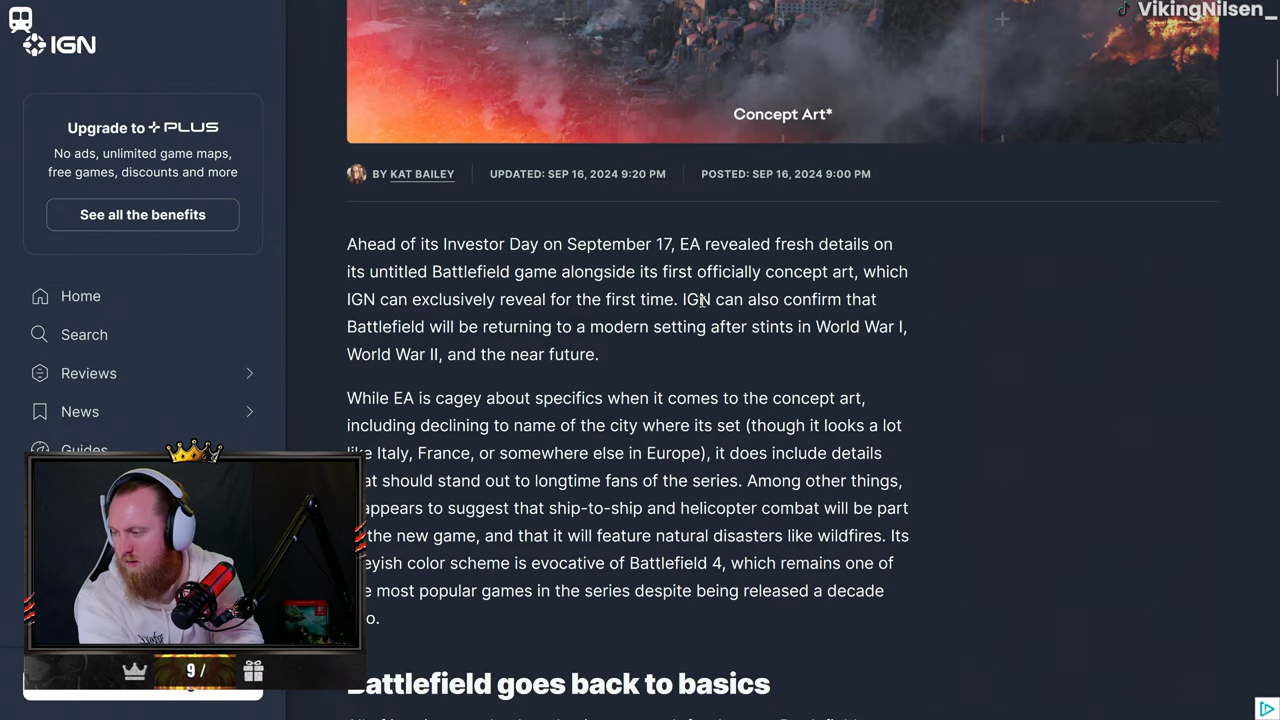 VikingNilsen_
IGN
Upgrade to PLUS
No ads, unlimited game maps,
free games, discounts and more
See all the benefits
Home
Search
Reviews
News
Guides
9 /
Concept Art*
BY KAT BAILEY UPDATED: SEP 16, 2024 9:20 PM POSTED: SEP 16, 2024 9:00 PM
Ahead of its Investor Day on September 17, EA revealed fresh details on
its untitled Battlefield game alongside its first officially concept art, which
IGN can exclusively reveal for the first time. IGN can also confirm that
Battlefield will be returning to a modern setting after stints in World War I,
World War II, and the near future.
While EA is cagey about specifics when it comes to the concept art,
including declining to name of the city where its set (though it looks a lot
like Italy, France, or somewhere else in Europe), it does include details
that should stand out to longtime fans of the series. Among other things,
appears to suggest that ship-to-ship and helicopter combat will be part
the new game, and that it will feature natural disasters like wildfires. Its
color scheme is evocative of Battlefield 4, which remains one of
most popular games in the series despite being released a decade
Battlefield goes back to basics